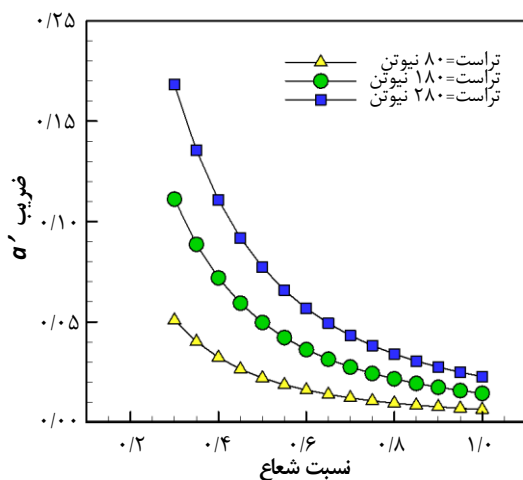 ۰/۲۵
تراست=۸۰ نیوتن
تراست=۱۸۰ نیوتن
تراست=۲۸۰ نیوتن
۰/۱۵
۰/۱۰
۰/۰۵
۰/۰۰
ضریب a′
۰/۲ ۰/۴ ۰/۶ ۰/۸ ۱/۰
نسبت شعاع